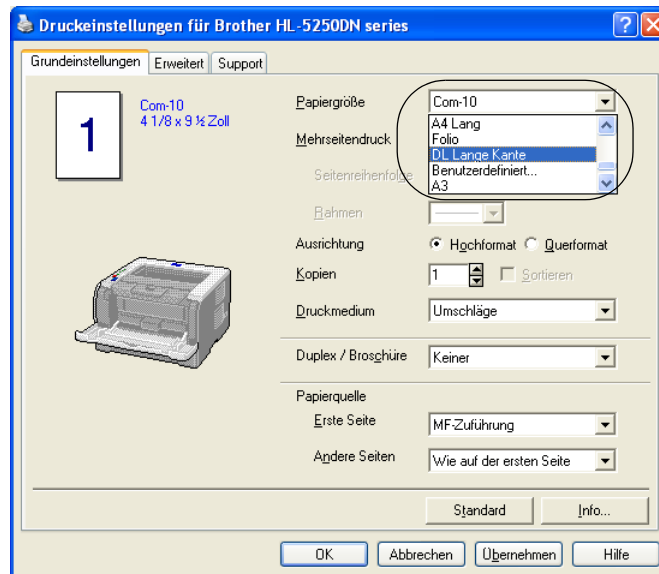 Druckeinstellungen für Brother HL-5250DN series
Grundeinstellungen Erweitert Support
1
Com-10
4 1/8 x 9 ½ Zoll
Papiergröße Com-10
A4 Lang
Folio
DL Lange Kante
Benutzerdefiniert...
A3
Mehrseitendruck
Seitenreihenfolge
Rahmen
Ausrichtung Hochformat Querformat
Kopien 1 Sortieren
Druckmedium Umschläge
Duplex / Broschüre Keiner
Papierquelle
Erste Seite MF-Zuführung
Andere Seiten Wie auf der ersten Seite
Standard Info...
OK Abbrechen Übernehmen Hilfe